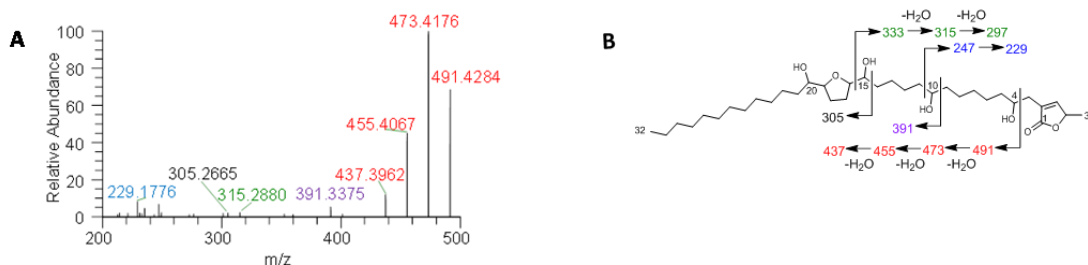 A
Relative Abundance
100
80
60
40
20
0
473.4176
491.4284
455.4067
437.3962
391.3375
305.2665
315.2880
229.1776
200
300
400
500
m/z
B
-H₂O -H₂O
333 315 297
247 229
HO OH
O
20 15 10 4
OH HO
1 O O
32 3
305
391
437 455 473 491
-H₂O -H₂O -H₂O